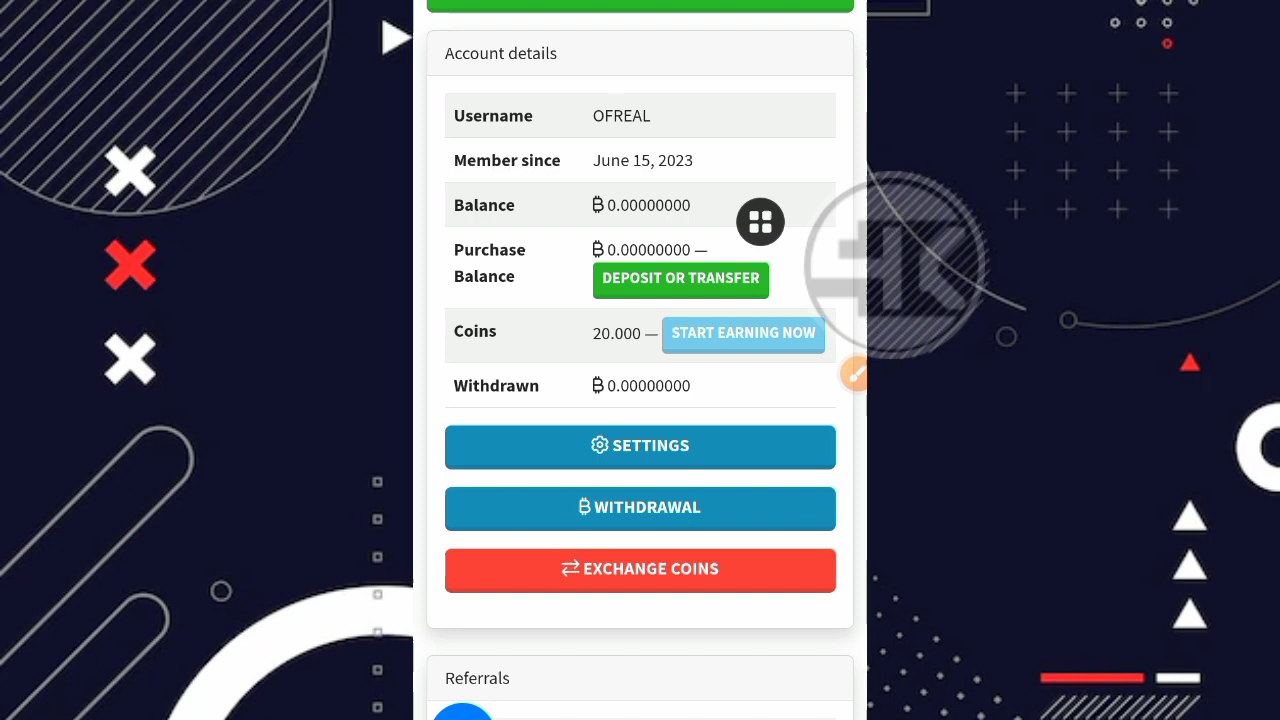 Account details
Username OFREAL
Member since June 15, 2023
Balance ₿ 0.00000000
Purchase Balance ₿ 0.00000000 —
DEPOSIT OR TRANSFER
Coins 20.000 — START EARNING NOW
Withdrawn ₿ 0.00000000
SETTINGS
₿ WITHDRAWAL
EXCHANGE COINS
Referrals